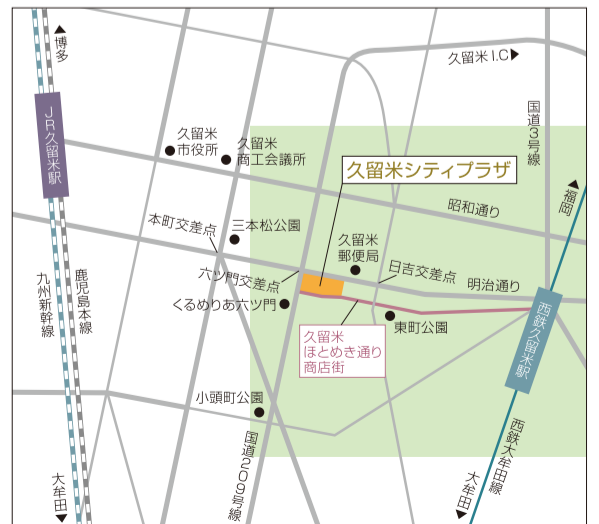 博多
久留米I.C
国道3号線
JR久留米駅
久留米
市役所
久留米
商工会議所
久留米シティプラザ
福岡
昭和通り
本町交差点
三本松公園
久留米
郵便局
日吉交差点
明治通り
六ツ門交差点
くるめりあ六ツ門
九州新幹線
鹿児島本線
西鉄久留米駅
東町公園
久留米
ほとめき通り
商店街
小頭町公園
国道209号線
西鉄大牟田線
大牟田
大牟田